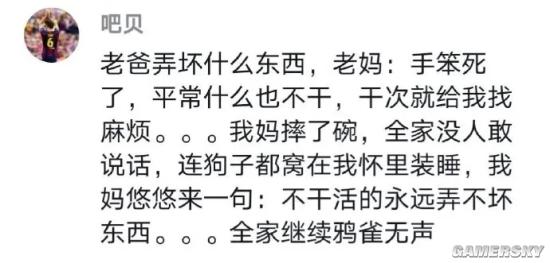 吧贝
老爸弄坏什么东西，老妈：手笨死
了，平常什么也不干，干次就给我找
麻烦。。。我妈摔了碗，全家没人敢
说话，连狗子都窝在我怀里装睡，我
妈悠悠来一句：不干活的永远弄不坏
东西。。。全家继续鸦雀无声
GAMERSKY